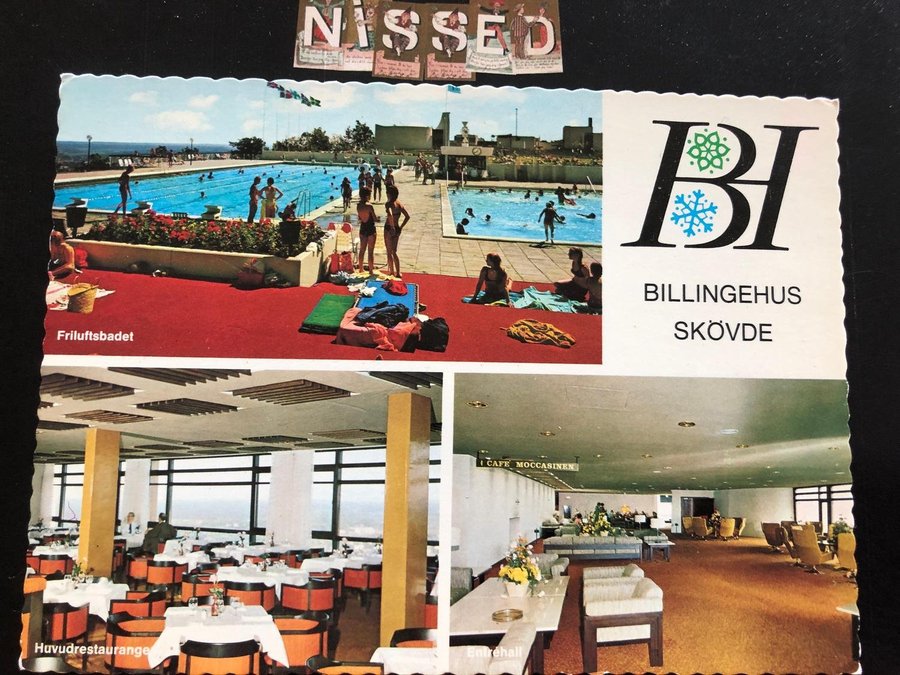 NISSED
BH
BILLINGEHUS
SKÖVDE
Friluftsbadet
CAFE MOCCASINEN
Huvudrestaurangen
Entréhall